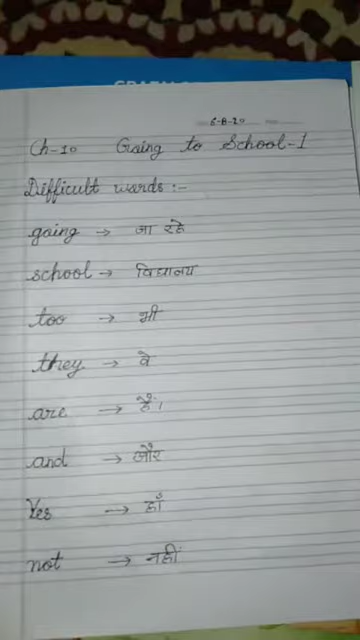 6-8-20
Ch-10 Going to School-1
Difficult words :-
going → जा रहे
school → विद्यालय
too → भी
they → वे
are → हैं।
and → और
Yes → हाँ
not → नहीं